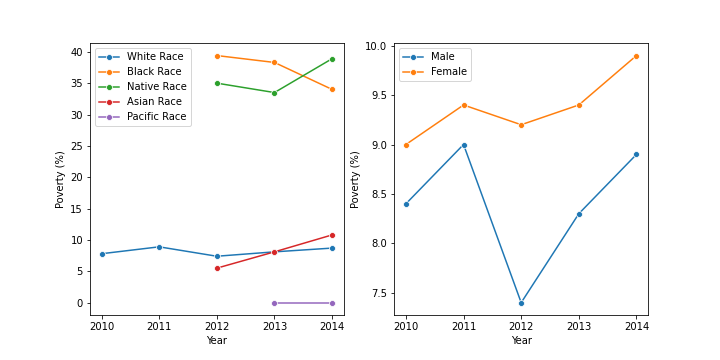 White Race
Black Race
Native Race
Asian Race
Pacific Race
40
35
30
25
20
15
10
5
0
Poverty (%)
2010 2011 2012 2013 2014
Year
Male
Female
10.0
9.5
9.0
8.5
8.0
7.5
Poverty (%)
2010 2011 2012 2013 2014
Year